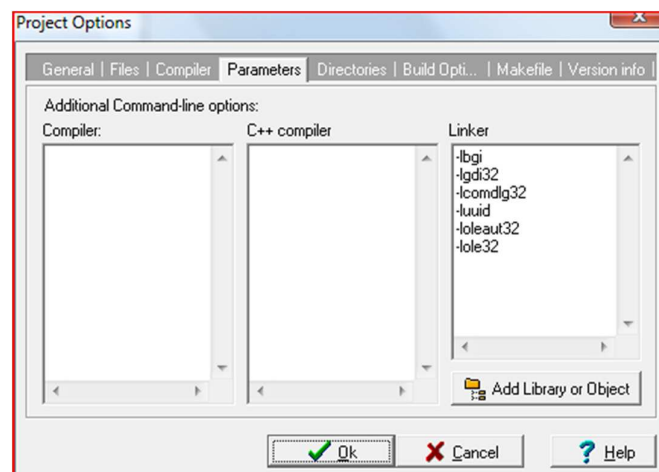 Project Options
General | Files | Compiler | Parameters | Directories | Build Opti... | Makefile | Version info |
Additional Command-line options:
Compiler:
C++ compiler
Linker
-lbgi
-lgdi32
-lcomdlg32
-luuid
-loleaut32
-lole32
Add Library or Object
Ok
Cancel
? Help